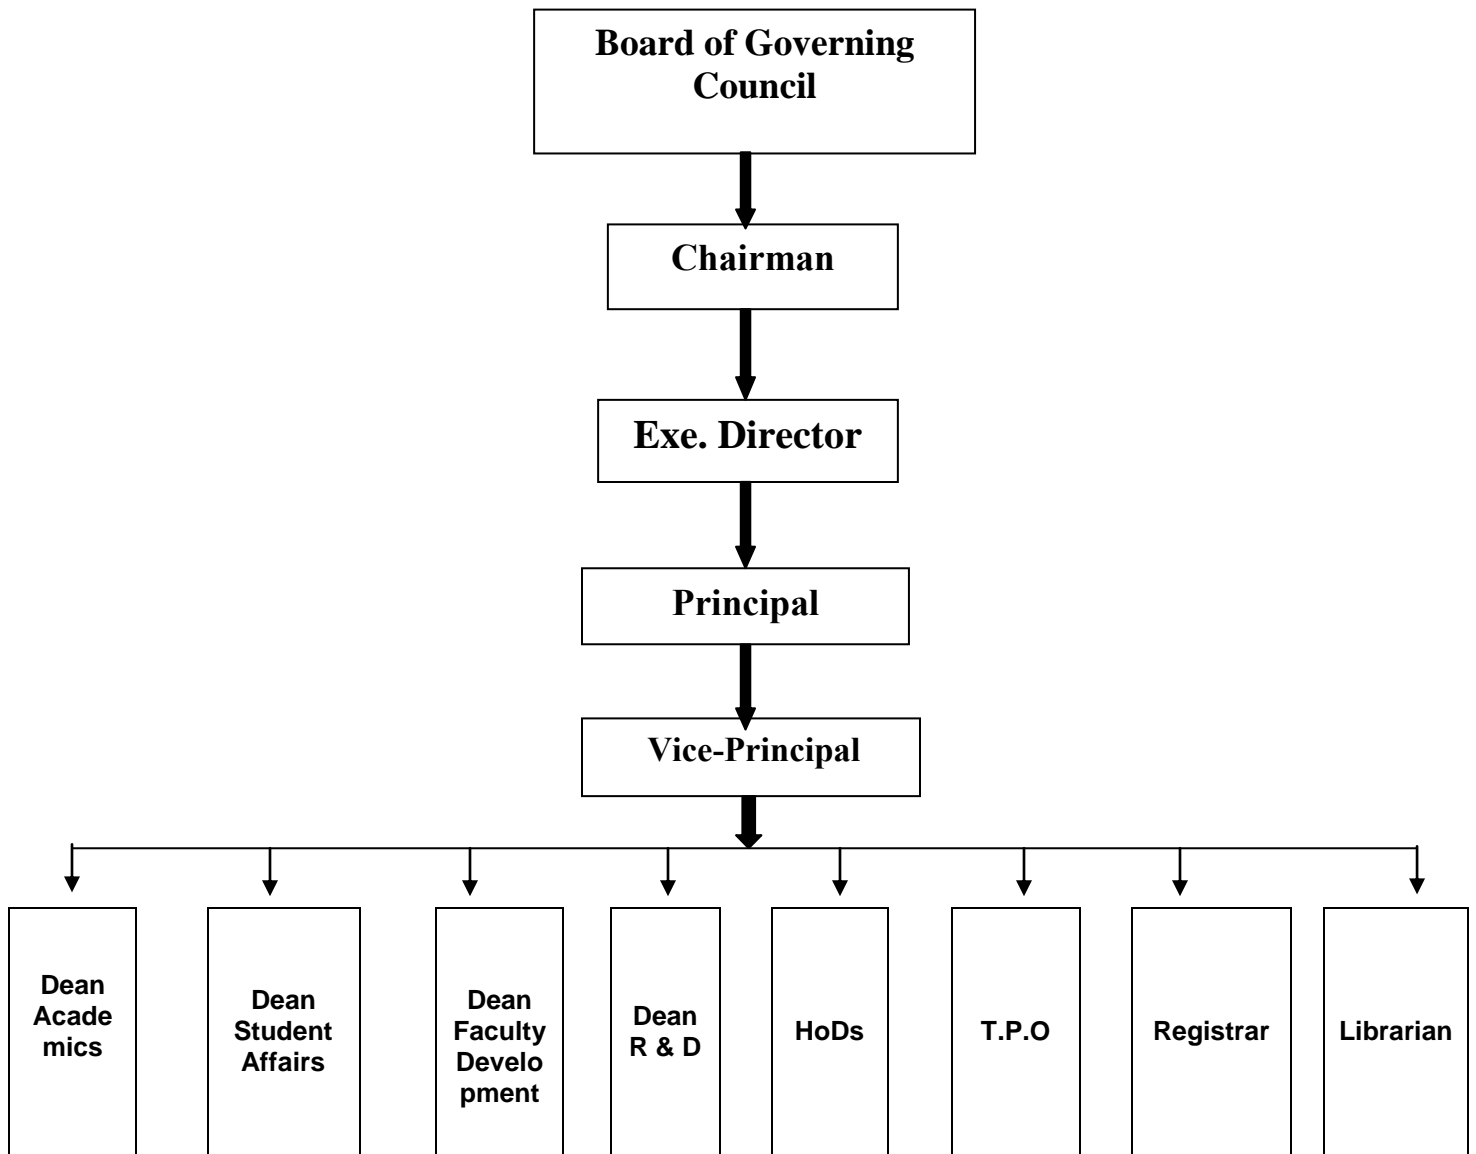 Board of Governing
Council
Chairman
Exe. Director
Principal
Vice-Principal
Dean
Acade
mics
Dean
Student
Affairs
Dean
Faculty
Develo
pment
Dean
R & D
HoDs
T.P.O
Registrar
Librarian